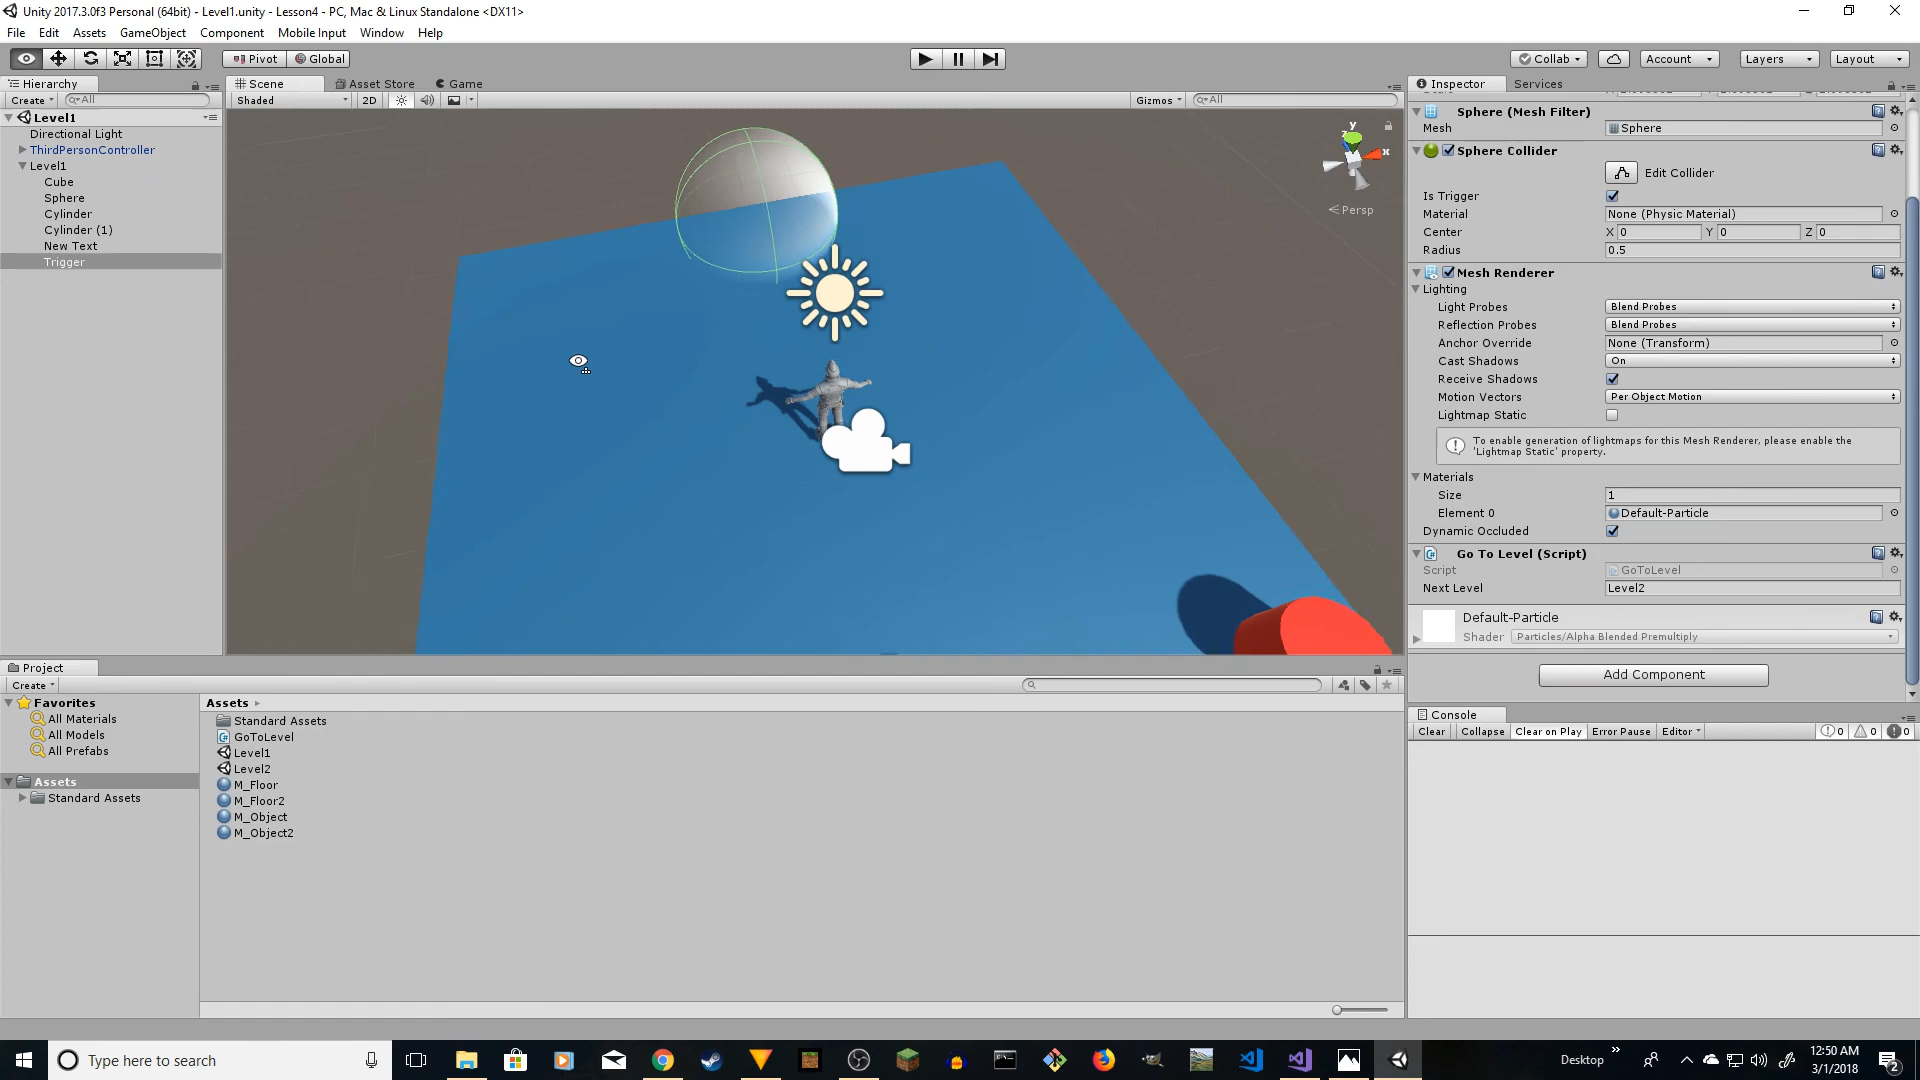 Unity 2017.3.0f3 Personal (64bit) - Level1.unity - Lesson4 - PC, Mac & Linux Standalone <DX11>
File Edit Assets GameObject Component Mobile Input Window Help
Pivot Global Collab Account Layers Layout
Hierarchy
Create All
Level1
Directional Light
ThirdPersonController
Level1
Cube
Sphere
Cylinder
Cylinder (1)
New Text
Trigger
Scene Asset Store Game
Shaded 2D Gizmos All
y
z
x
Persp
Inspector Services
Sphere (Mesh Filter)
Mesh Sphere
Sphere Collider
Edit Collider
Is Trigger
Material None (Physic Material)
Center X 0 Y 0 Z 0
Radius 0.5
Mesh Renderer
Lighting
Light Probes Blend Probes
Reflection Probes Blend Probes
Anchor Override None (Transform)
Cast Shadows On
Receive Shadows
Motion Vectors Per Object Motion
Lightmap Static
To enable generation of lightmaps for this Mesh Renderer, please enable the
'Lightmap Static' property.
Materials
Size 1
Element 0 Default-Particle
Dynamic Occluded
Go To Level (Script)
Script GoToLevel
Next Level Level2
Default-Particle
Shader Particles/Alpha Blended Premultiply
Add Component
Project
Create
Favorites
All Materials
All Models
All Prefabs
Assets
Standard Assets
Assets
Standard Assets
GoToLevel
Level1
Level2
M_Floor
M_Floor2
M_Object
M_Object2
Console
Clear Collapse Clear on Play Error Pause Editor 0 0 0
Type here to search
Desktop
12:50 AM
3/1/2018
2